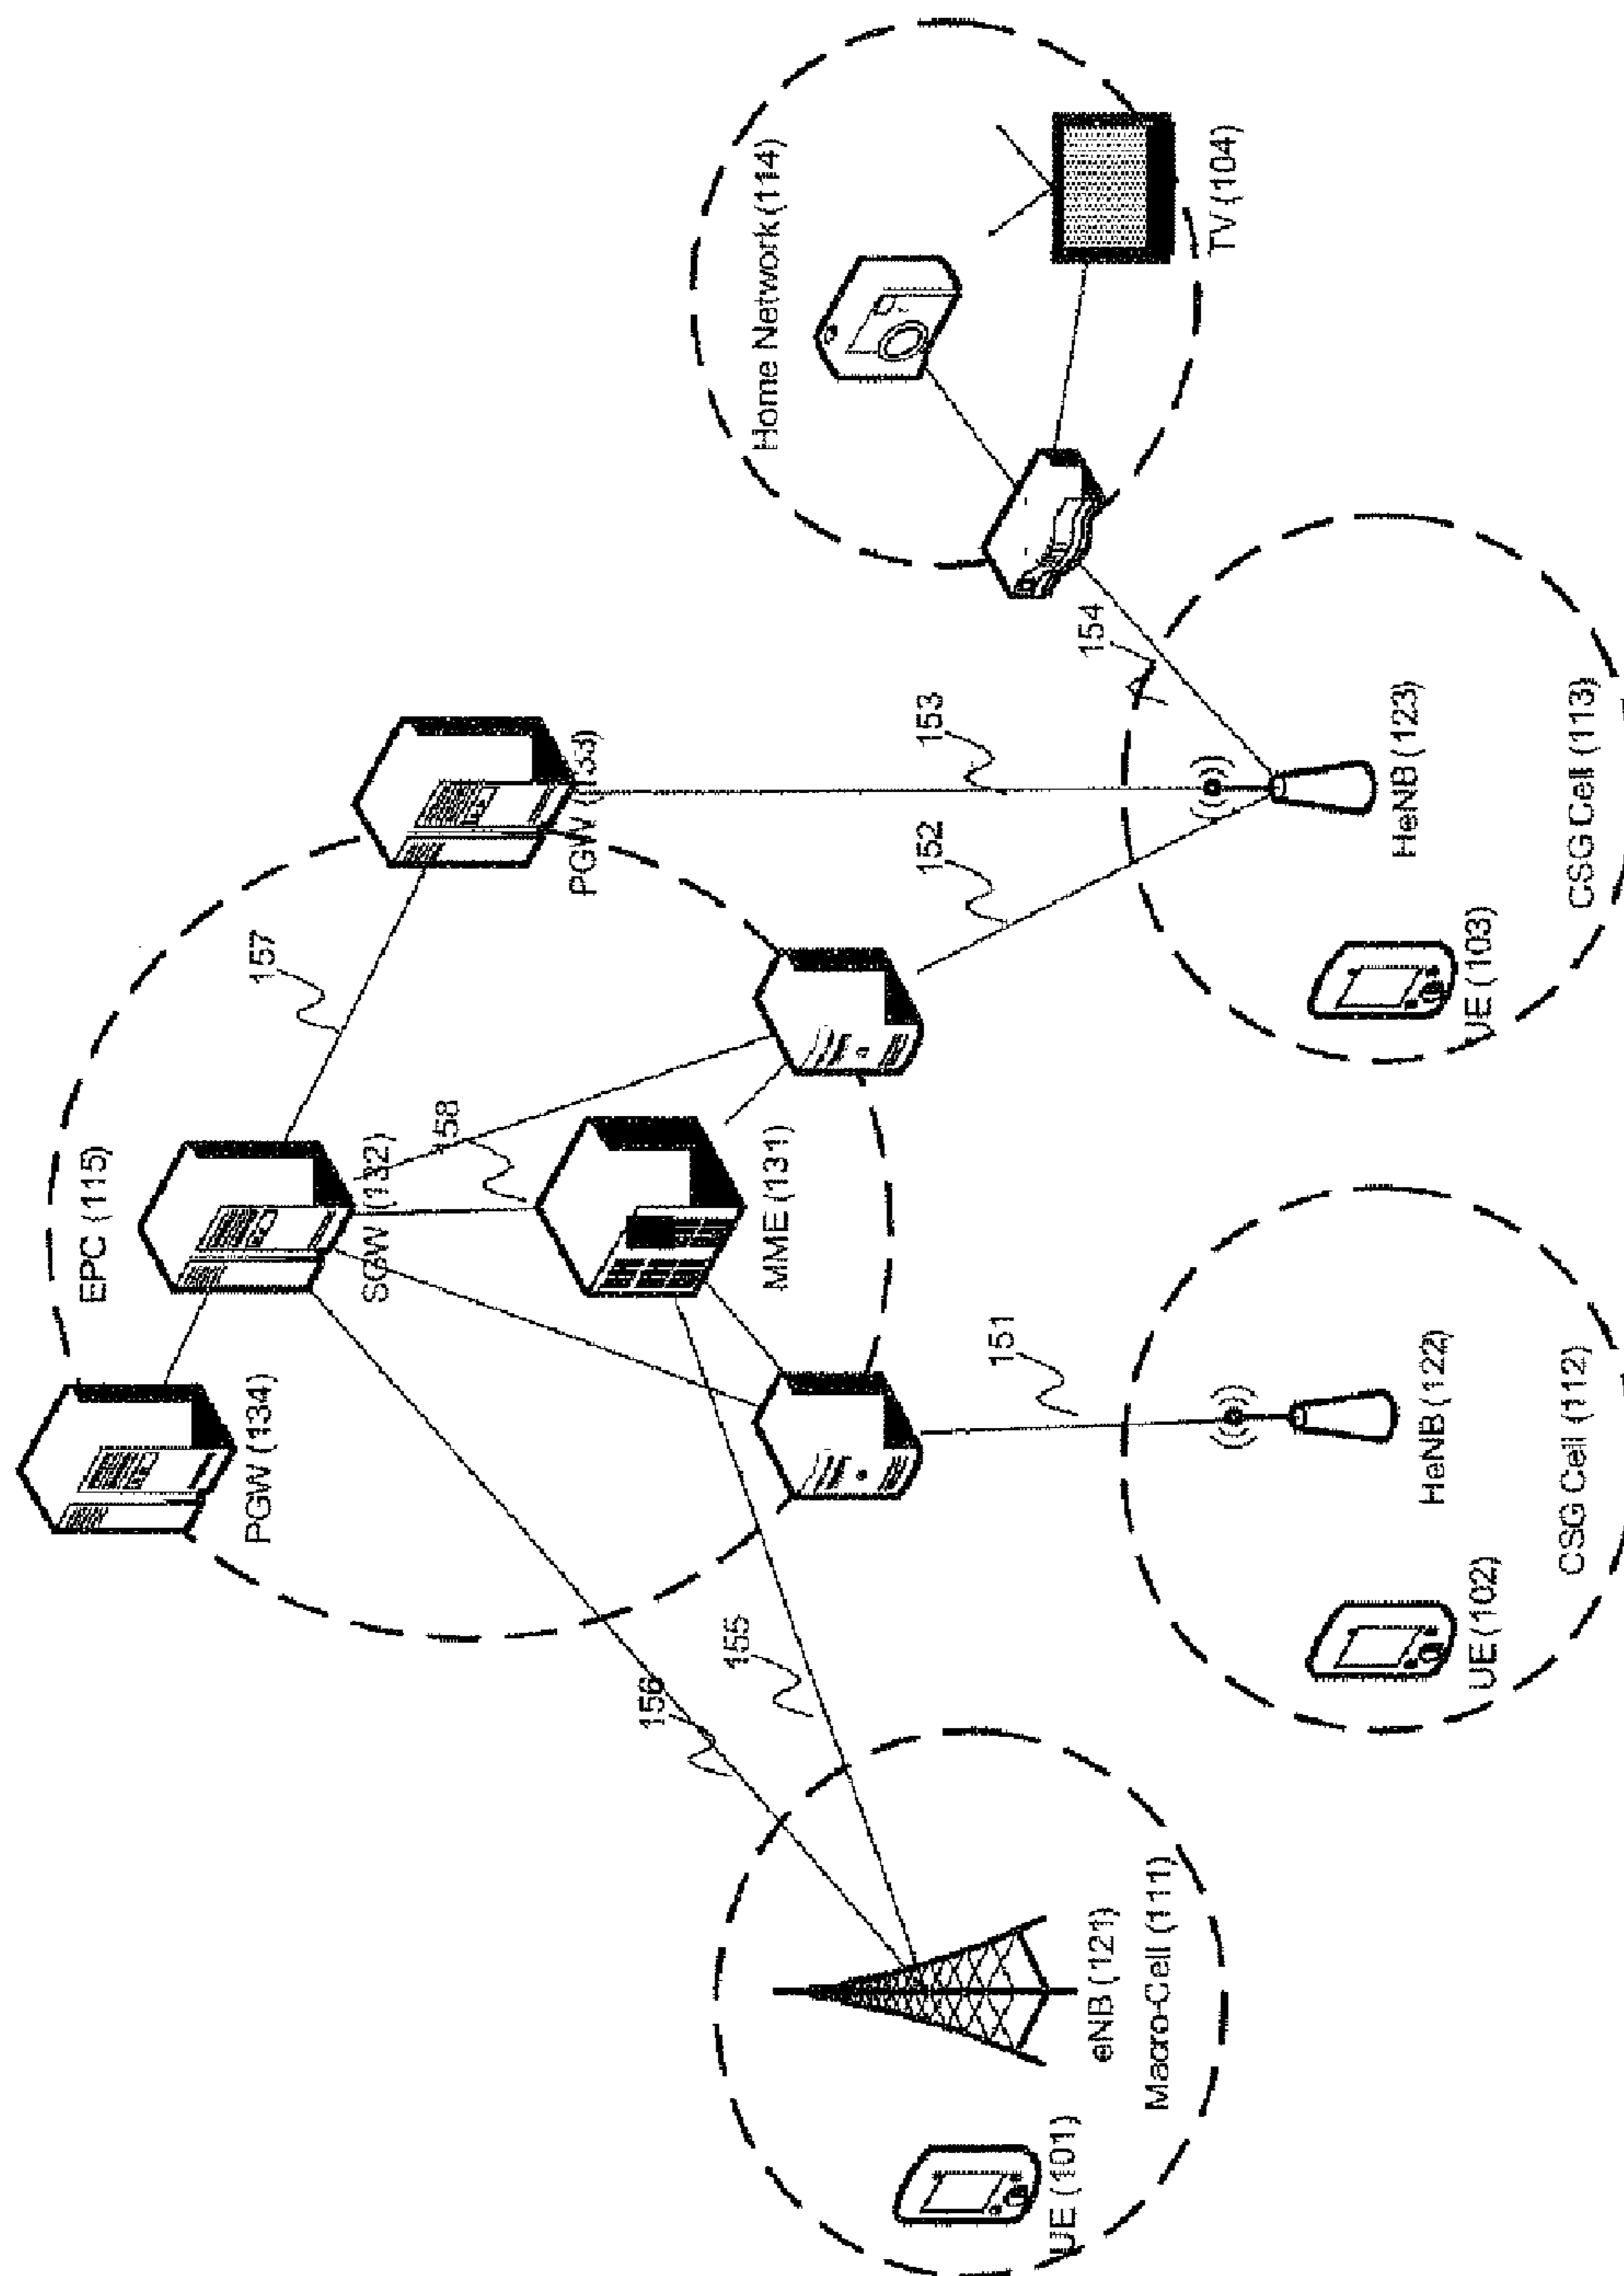 PGW (134)
EPC (115)
SGW (132)
157
158
PGW (133)
MME (131)
156
155
151
152
153
154
Home Network (114)
TV (104)
UE (101)
eNB (121)
Macro-Cell (111)
UE (102)
HeNB (122)
CSG Cell (112)
UE (103)
HeNB (123)
CSG Cell (113)